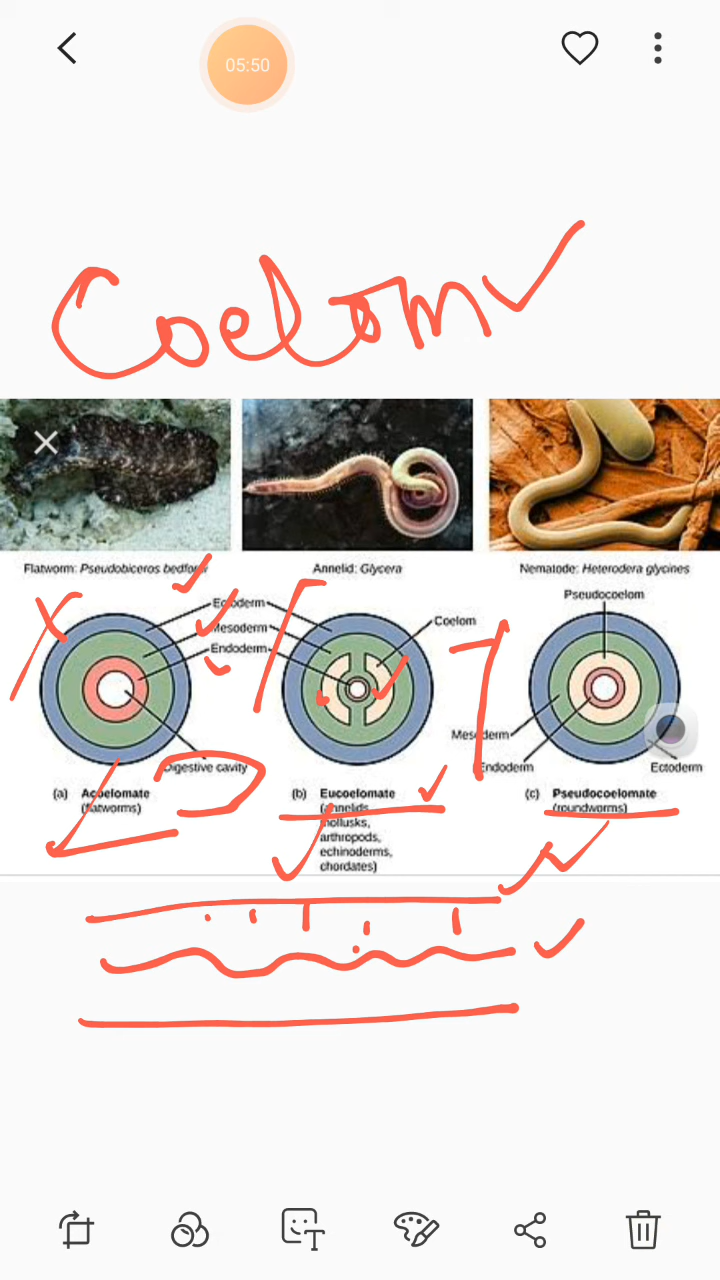 05:50
Coelom
Flatworm: Pseudobiceros bedfordi
Annelid: Glycera
Nematode: Heterodera glycines
Ectoderm
Mesoderm
Endoderm
Digestive cavity
Coelom
Pseudocoelom
Mesoderm
Endoderm
Ectoderm
(a) Acoelomate
(flatworms)
(b) Eucoelomate
(annelids,
mollusks,
arthropods,
echinoderms,
chordates)
(c) Pseudocoelomate
(roundworms)
T